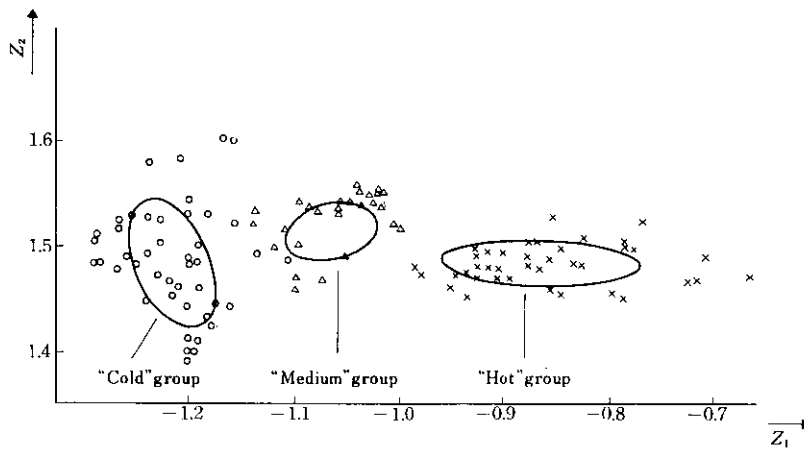 Z₂
1.6
1.5
1.4
"Cold" group
"Medium" group
"Hot" group
−1.2
−1.1
−1.0
−0.9
−0.8
−0.7
Z₁